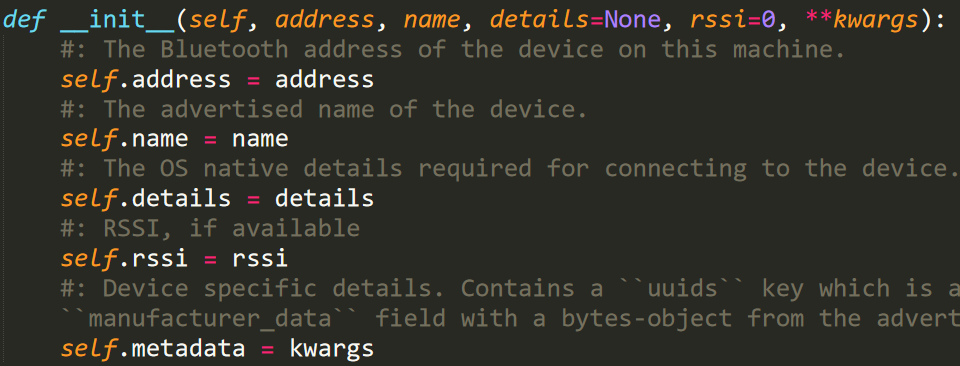 def __init__(self, address, name, details=None, rssi=0, **kwargs):
    #: The Bluetooth address of the device on this machine.
    self.address = address
    #: The advertised name of the device.
    self.name = name
    #: The OS native details required for connecting to the device.
    self.details = details
    #: RSSI, if available
    self.rssi = rssi
    #: Device specific details. Contains a ``uuids`` key which is a
    ``manufacturer_data`` field with a bytes-object from the advert
    self.metadata = kwargs